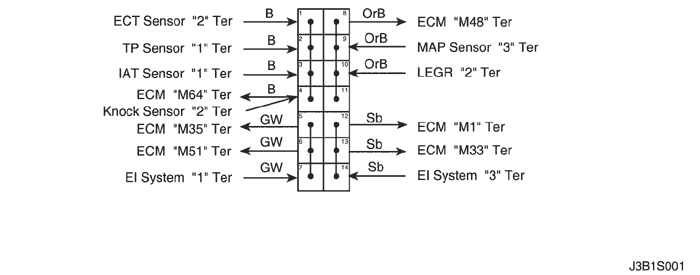 ECT Sensor "2" Ter B 1 8 OrB ECM "M48" Ter
TP Sensor "1" Ter B 2 9 OrB MAP Sensor "3" Ter
IAT Sensor "1" Ter B 3 10 OrB LEGR "2" Ter
ECM "M64" Ter B 4 11
Knock Sensor "2" Ter
ECM "M35" Ter GW 5 12 Sb ECM "M1" Ter
ECM "M51" Ter GW 6 13 Sb ECM "M33" Ter
EI System "1" Ter GW 7 14 Sb EI System "3" Ter
J3B1S001